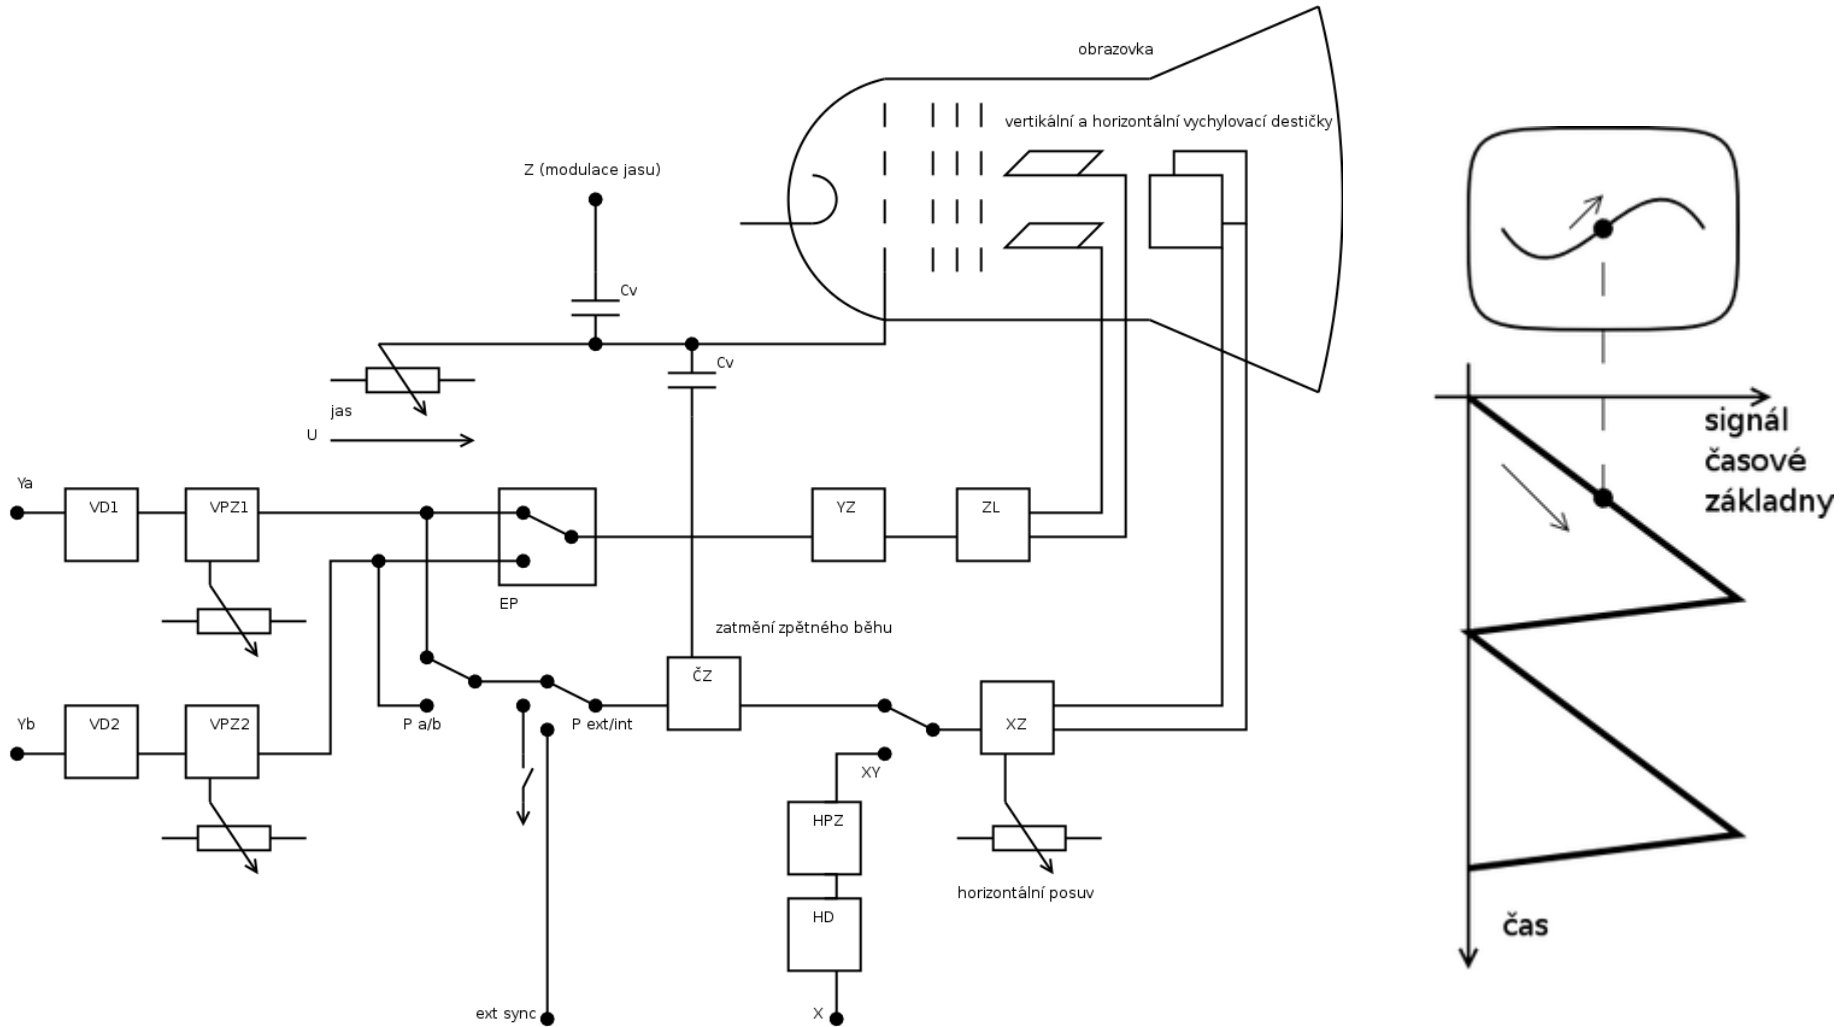 obrazovka
vertikální a horizontální vychylovací destičky
Z (modulace jasu)
Cv
Cv
jas
U
Ya
VD1
VPZ1
YZ
ZL
EP
zatmění zpětného běhu
ČZ
Yb
VD2
VPZ2
P a/b
P ext/int
XZ
XY
HPZ
horizontální posuv
HD
ext sync
X
signál
časové
základny
čas